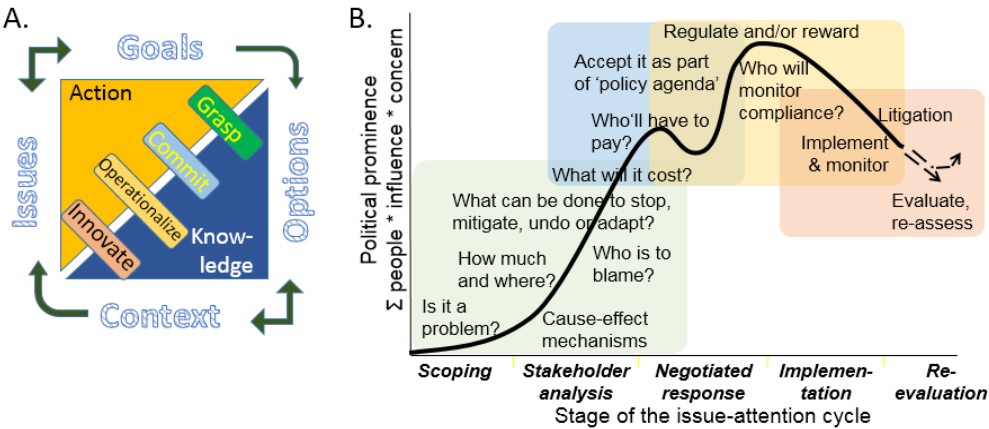 A.
Goals
Action
Grasp
Commit
Operationalize
Innovate
Know-
ledge
Issues
Options
Context
B.
Political prominence
Σ people * influence * concern
Regulate and/or reward
Accept it as part
of ‘policy agenda’
Who will
monitor
compliance?
Who‘ll have to
pay?
Litigation
Implement
& monitor
What will it cost?
What can be done to stop,
mitigate, undo or adapt?
Evaluate,
re-assess
How much
and where?
Who is to
blame?
Is it a
problem?
Cause-effect
mechanisms
Scoping
Stakeholder
analysis
Negotiated
response
Implemen-
tation
Re-
evaluation
Stage of the issue-attention cycle